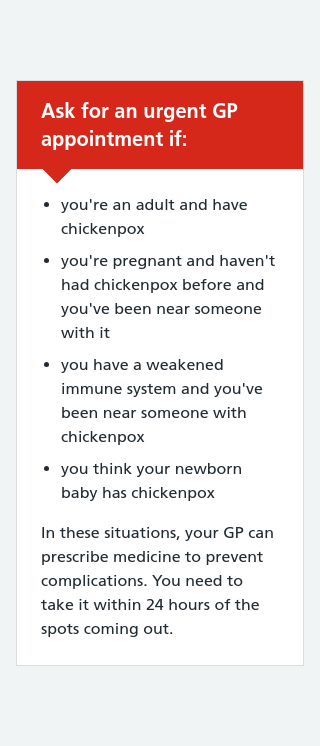 Ask for an urgent GP
appointment if:
• you're an adult and have
chickenpox
• you're pregnant and haven't
had chickenpox before and
you've been near someone
with it
• you have a weakened
immune system and you've
been near someone with
chickenpox
• you think your newborn
baby has chickenpox
In these situations, your GP can
prescribe medicine to prevent
complications. You need to
take it within 24 hours of the
spots coming out.